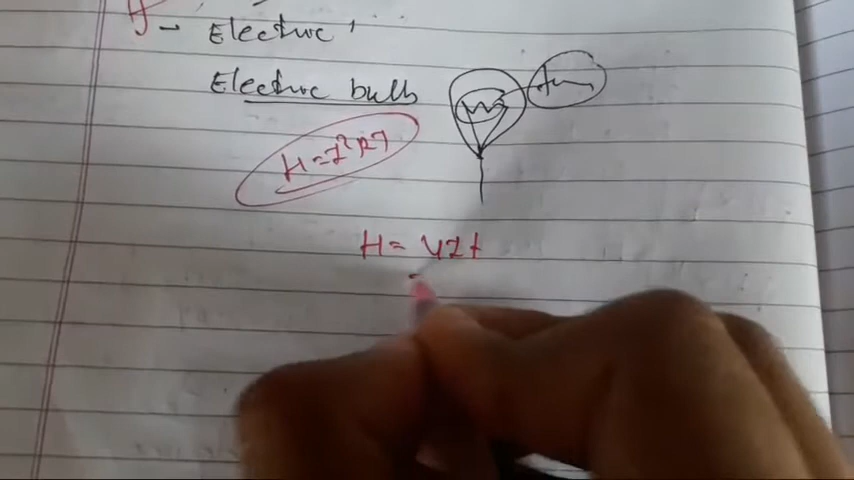 - Electric
Electric bulb
H=I²RT
H= VIt
=